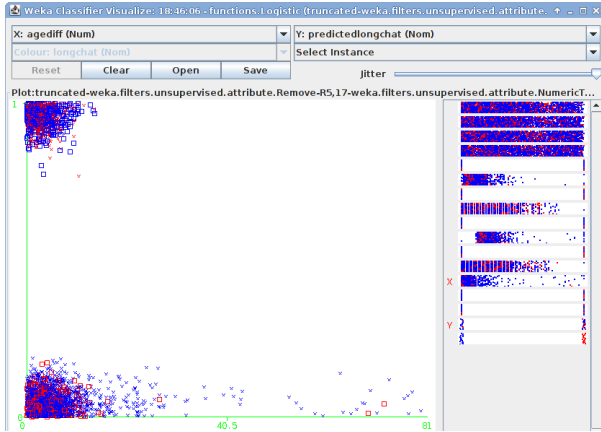 Weka Classifier Visualize: 18:46:06 - functions.Logistic (truncated-weka.filters.unsupervised.attribute.
X: agediff (Num)
Y: predictedlongchat (Nom)
Colour: longchat (Nom)
Select Instance
Reset Clear Open Save
Jitter
Plot:truncated-weka.filters.unsupervised.attribute.Remove-R5,17-weka.filters.unsupervised.attribute.NumericT...
1
X
Y
0
0 40.5 81